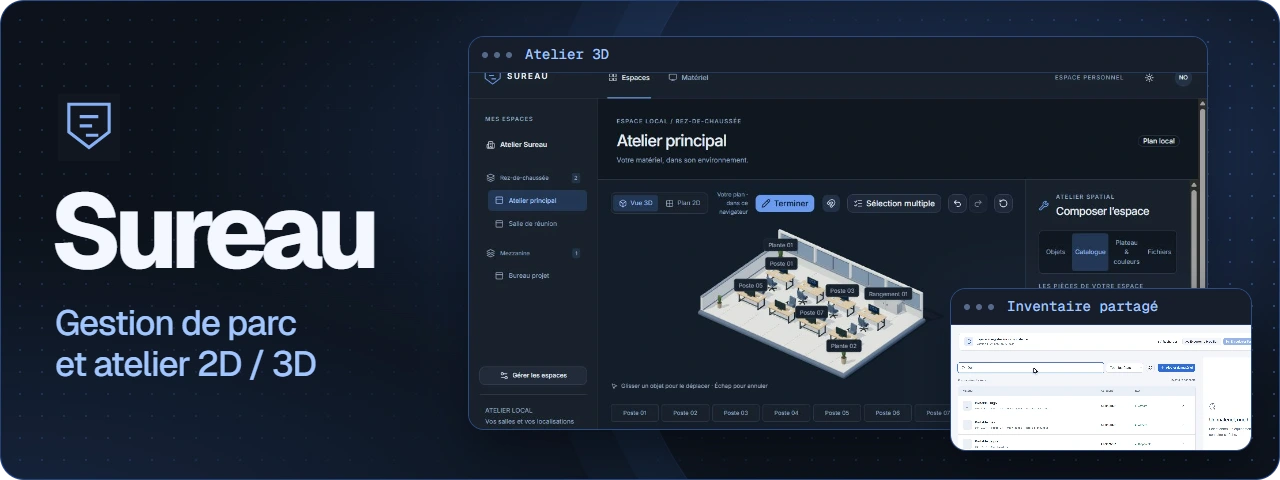 Sureau
Gestion de parc
et atelier 2D / 3D
Atelier 3D
SUREAU
Espaces
Matériel
ESPACE PERSONNEL
NO
MES ESPACES
Atelier Sureau
Rez-de-chaussée
2
Atelier principal
Salle de réunion
Mezzanine
1
Bureau projet
Gérer les espaces
ATELIER LOCAL
Vos salles et vos localisations
ESPACE LOCAL / REZ-DE-CHAUSSÉE
Atelier principal
Votre matériel, dans son environnement.
Plan local
Vue 3D
Plan 2D
Votre plan ·
dans ce
navigateur
Terminer
Sélection multiple
Plante 01
Poste 01
Poste 05
Poste 03
Rangement 01
Poste 07
Plante 02
Glisser un objet pour le déplacer · Échap pour annuler
Poste 01
Poste 02
Poste 03
Poste 04
Poste 05
Poste 06
Poste 07
ATELIER SPATIAL
Composer l'espace
Objets
Catalogue
Plateau
&
couleurs
Fichiers
LES PIÈCES DE VOTRE ESPACE
Inventaire partagé